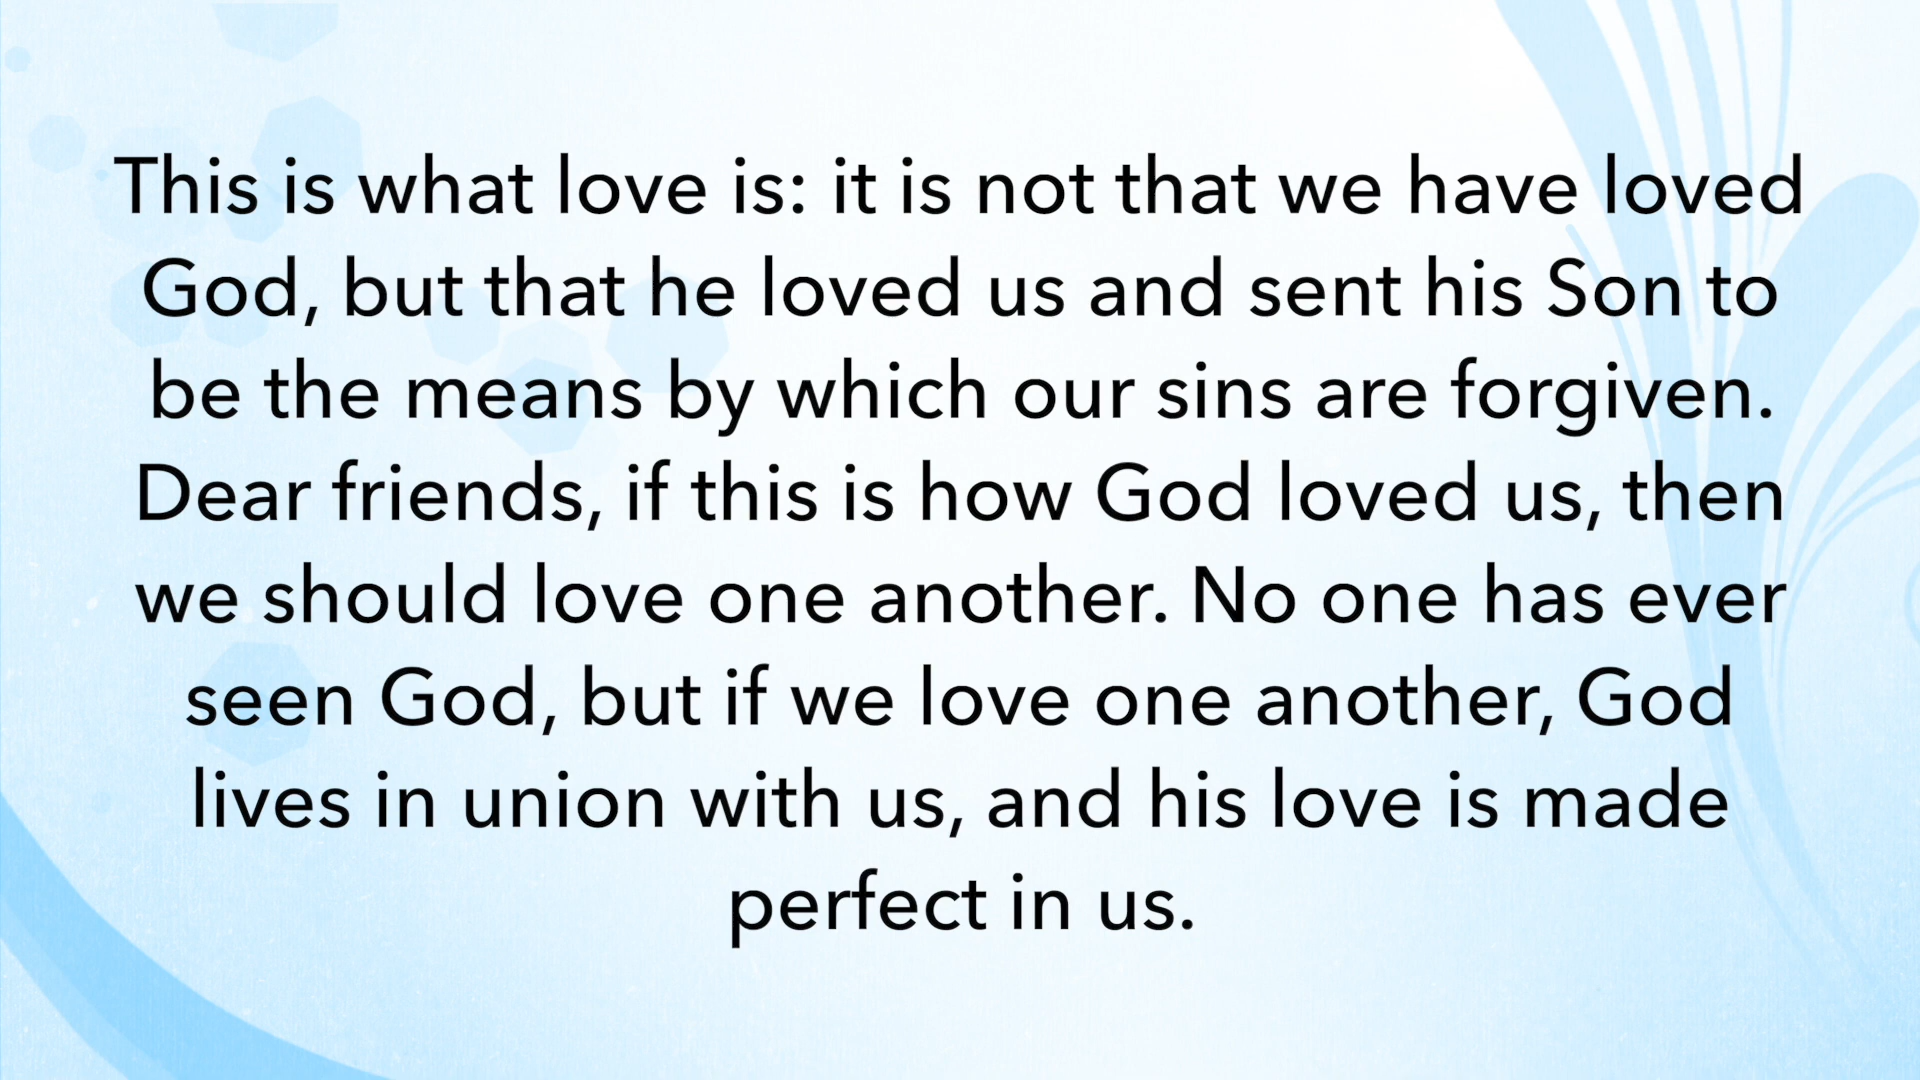 This is what love is: it is not that we have loved
God, but that he loved us and sent his Son to
be the means by which our sins are forgiven.
Dear friends, if this is how God loved us, then
we should love one another. No one has ever
seen God, but if we love one another, God
lives in union with us, and his love is made
perfect in us.